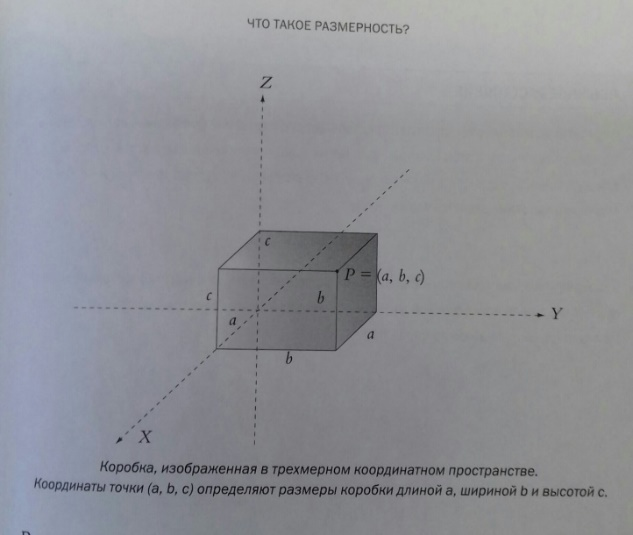 ЧТО ТАКОЕ РАЗМЕРНОСТЬ?
Z
c
P = (a, b, c)
c
b
a
Y
a
b
X
Коробка, изображенная в трехмерном координатном пространстве.
Координаты точки (a, b, c) определяют размеры коробки длиной a, шириной b и высотой c.